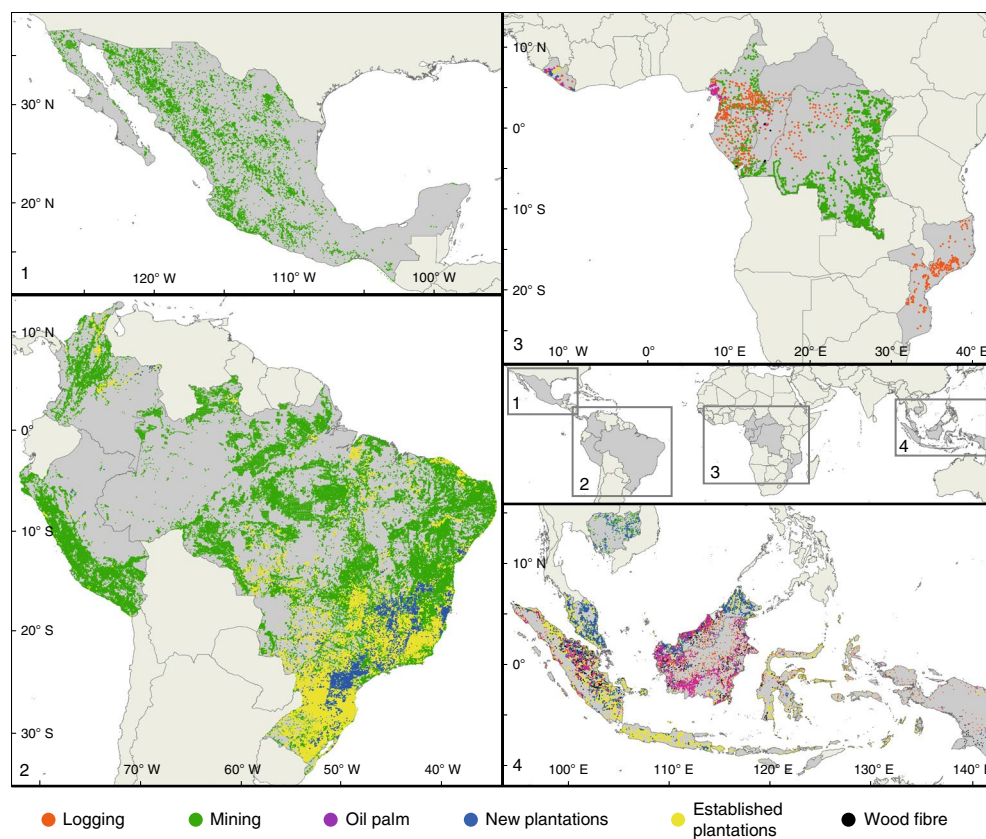 30° N
20° N
1
120° W
110° W
100° W
10° N
0°
10° S
20° S
3
10° W
0°
10° E
20° E
30° E
40° E
1
2
3
4
10° N
0°
10° S
20° S
30° S
2
70° W
60° W
50° W
40° W
10° N
0°
4
100° E
110° E
120° E
130° E
140° E
Logging
Mining
Oil palm
New plantations
Established
plantations
Wood fibre